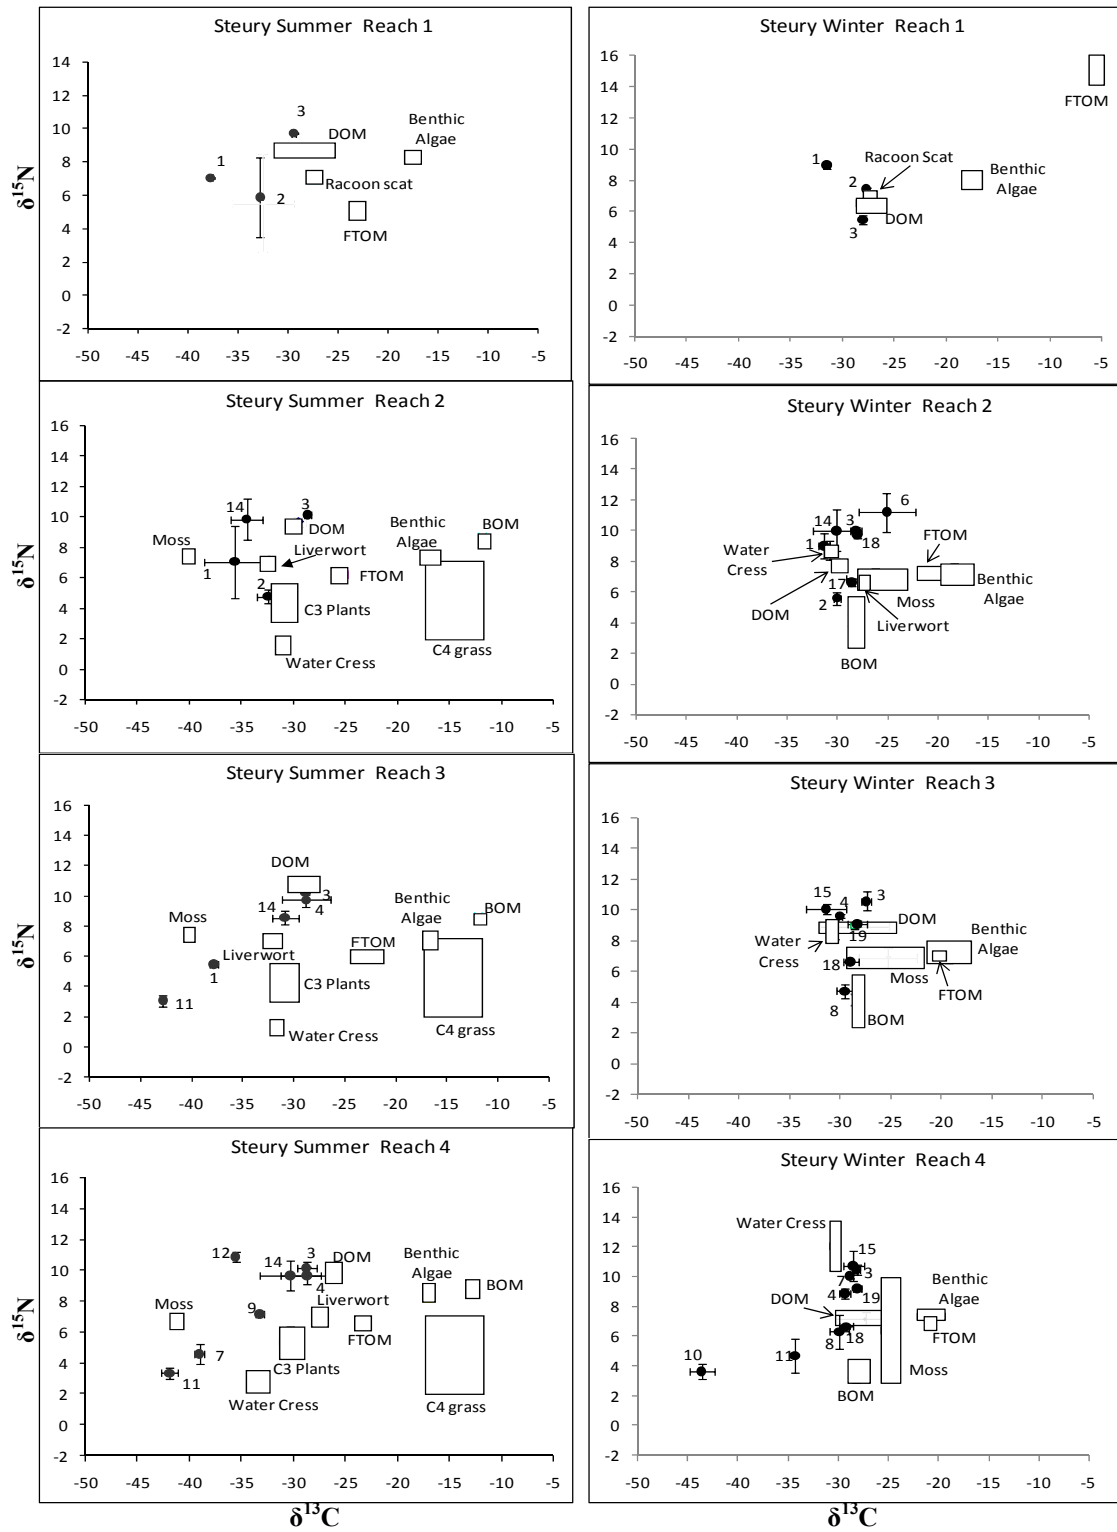 Steury Summer Reach 1
14
12
10
8
6
4
2
0
-2
-50 -45 -40 -35 -30 -25 -20 -15 -10 -5
δ15N
1
2
3
DOM
Racoon scat
FTOM
Benthic
Algae
Steury Winter Reach 1
16
14
12
10
8
6
4
2
0
-2
-50 -45 -40 -35 -30 -25 -20 -15 -10 -5
1
2
3
Racoon Scat
DOM
Benthic
Algae
FTOM
Steury Summer Reach 2
16
14
12
10
8
6
4
2
0
-2
-50 -45 -40 -35 -30 -25 -20 -15 -10 -5
δ15N
Moss
14
3
1
2
DOM
Liverwort
FTOM
C3 Plants
Water Cress
Benthic
Algae
BOM
C4 grass
Steury Winter Reach 2
16
14
12
10
8
6
4
2
0
-2
-50 -45 -40 -35 -30 -25 -20 -15 -10 -5
6
14
3
18
1
Water
Cress
17
DOM
2
FTOM
Benthic
Algae
Moss
Liverwort
BOM
Steury Summer Reach 3
16
14
12
10
8
6
4
2
0
-2
-50 -45 -40 -35 -30 -25 -20 -15 -10 -5
δ15N
DOM
3
4
14
Moss
Liverwort
1
11
FTOM
C3 Plants
Water Cress
Benthic
Algae
BOM
C4 grass
Steury Winter Reach 3
16
14
12
10
8
6
4
2
0
-2
-50 -45 -40 -35 -30 -25 -20 -15 -10 -5
15
4
3
DOM
19
Water
Cress
18
8
Moss
BOM
Benthic
Algae
FTOM
Steury Summer Reach 4
16
14
12
10
8
6
4
2
0
-2
-50 -45 -40 -35 -30 -25 -20 -15 -10 -5
δ15N
δ13C
12
14
3
4
DOM
9
Moss
7
11
Liverwort
FTOM
C3 Plants
Water Cress
Benthic
Algae
BOM
C4 grass
Steury Winter Reach 4
16
14
12
10
8
6
4
2
0
-2
-50 -45 -40 -35 -30 -25 -20 -15 -10 -5
δ13C
Water Cress
15
3
7
4
19
DOM
8
18
10
11
BOM
Moss
Benthic
Algae
FTOM